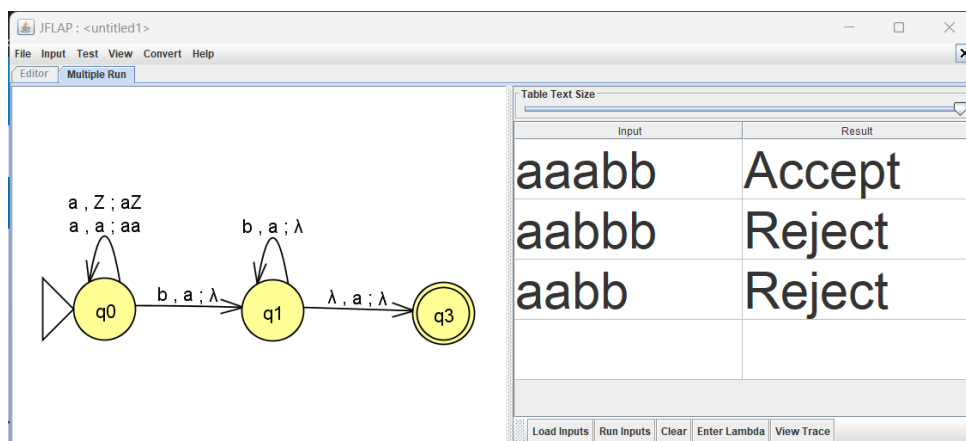 JFLAP : <untitled1>
File Input Test View Convert Help
Editor Multiple Run
Table Text Size
Input Result
aaabb Accept
aabbb Reject
aabb Reject
a , Z ; aZ
a , a ; aa
b , a ; λ
b , a ; λ
λ , a ; λ
q0
q1
q3
Load Inputs Run Inputs Clear Enter Lambda View Trace